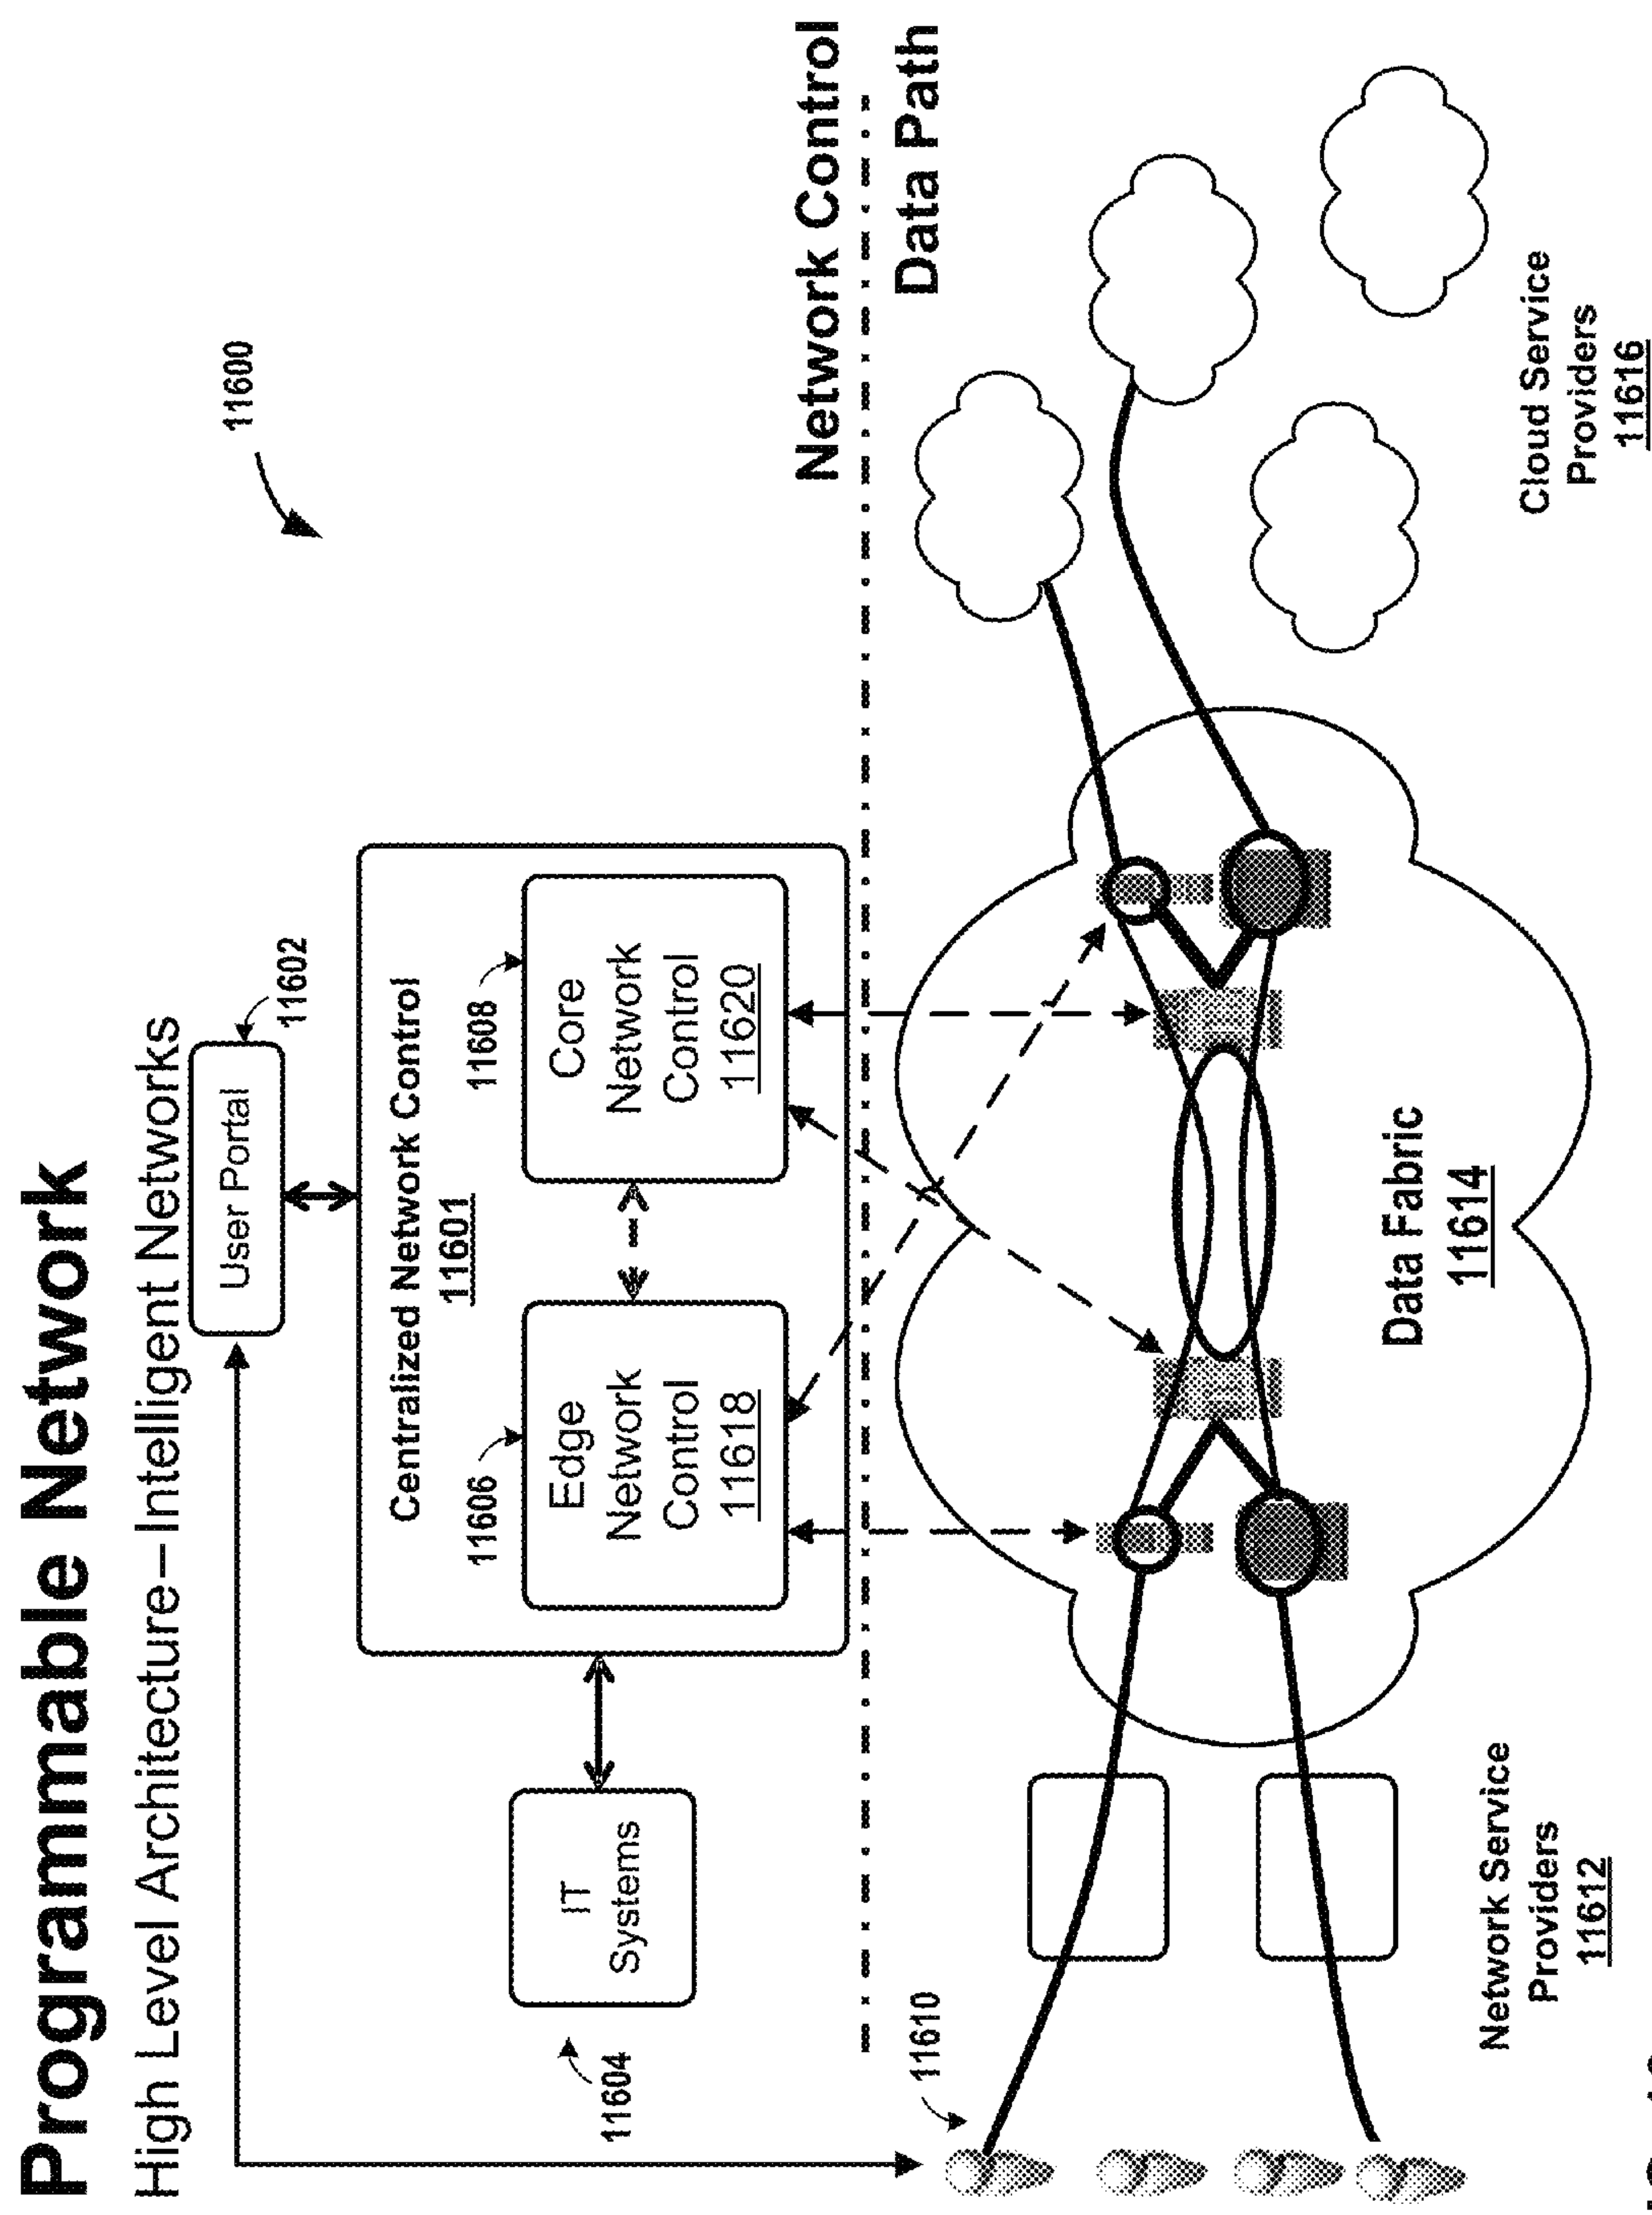 Programmable Network
High Level Architecture–Intelligent Networks
11600
User Portal
11602
Centralized Network Control
11601
11606
Edge
Network
Control
11618
11608
Core
Network
Control
11620
IT
Systems
11604
Network Control
Data Path
11610
Network Service
Providers
11612
Data Fabric
11614
Cloud Service
Providers
11616